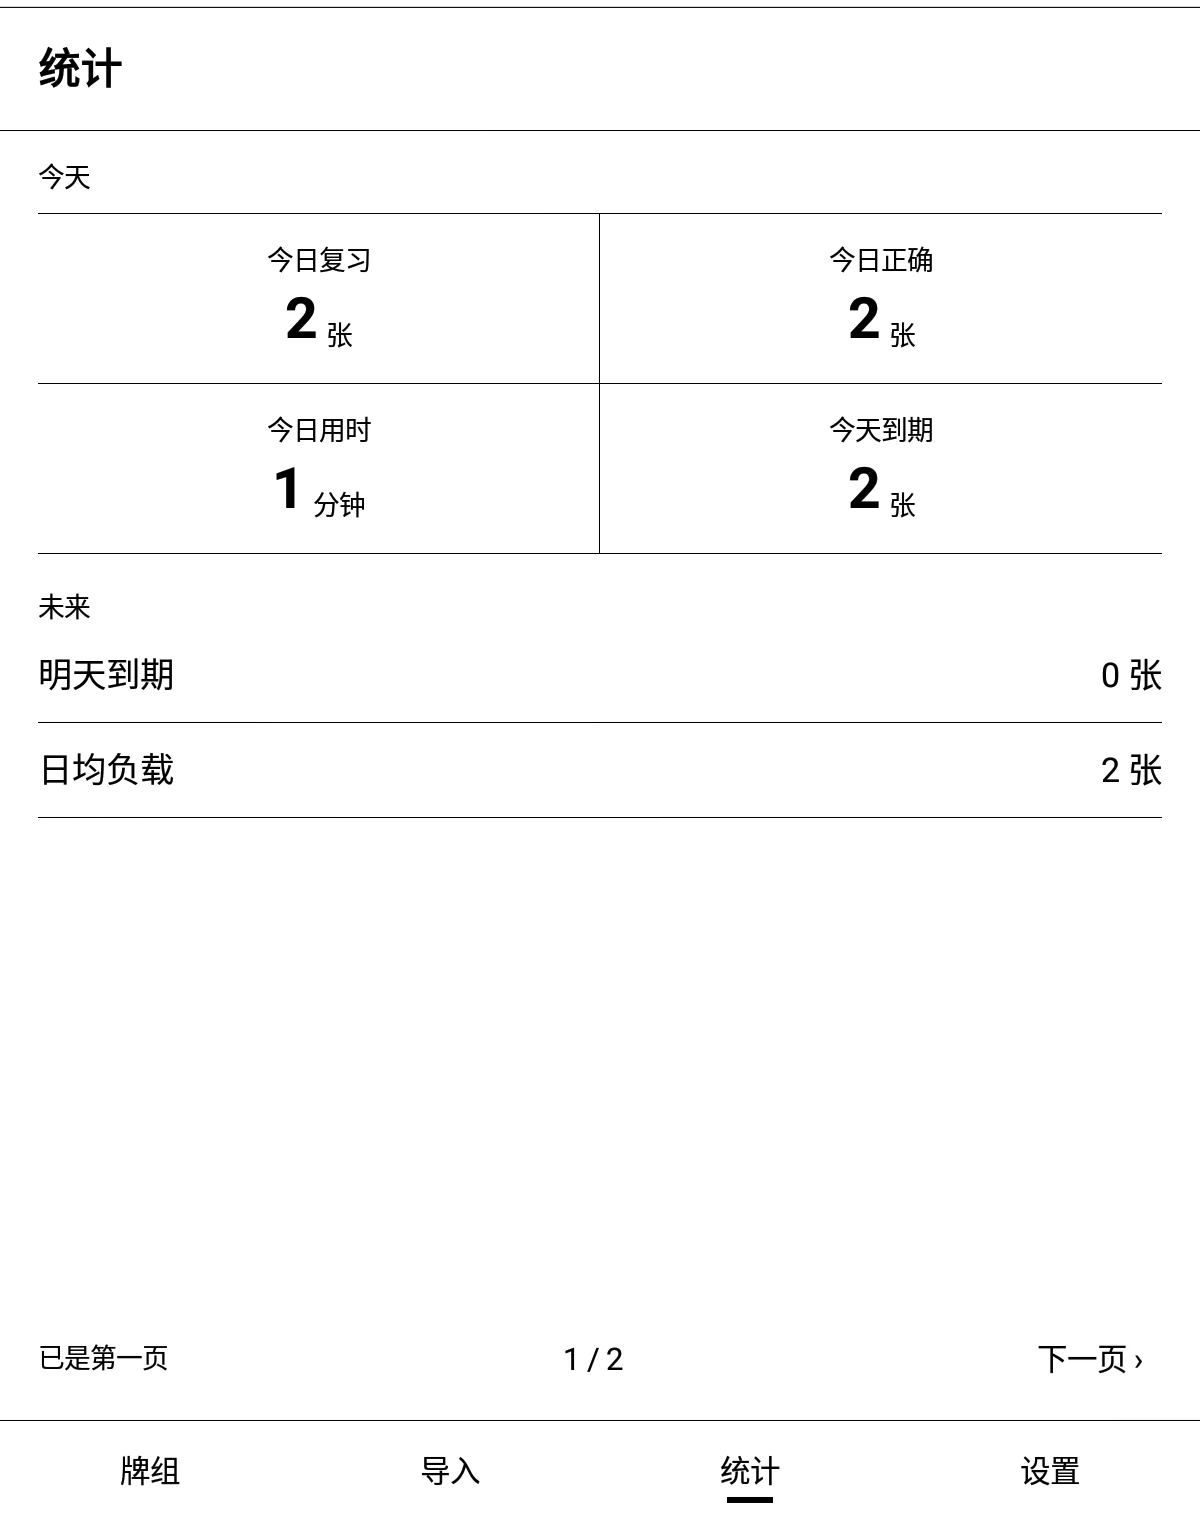 统计
今天
今日复习
2 张
今日正确
2 张
今日用时
1 分钟
今天到期
2 张
未来
明天到期 0 张
日均负载 2 张
已是第一页 1 / 2 下一页 ›
牌组 导入 统计 设置